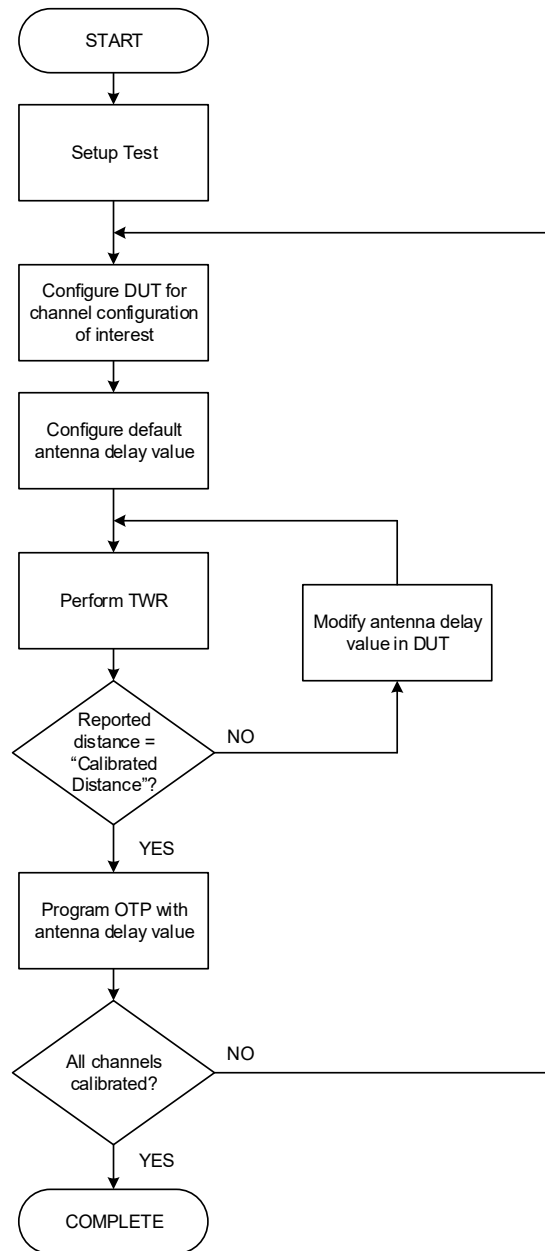 START
Setup Test
Configure DUT for
channel configuration
of interest
Configure default
antenna delay value
Perform TWR
Modify antenna delay
value in DUT
Reported
distance =
“Calibrated
Distance”?
NO
YES
Program OTP with
antenna delay value
All channels
calibrated?
NO
YES
COMPLETE